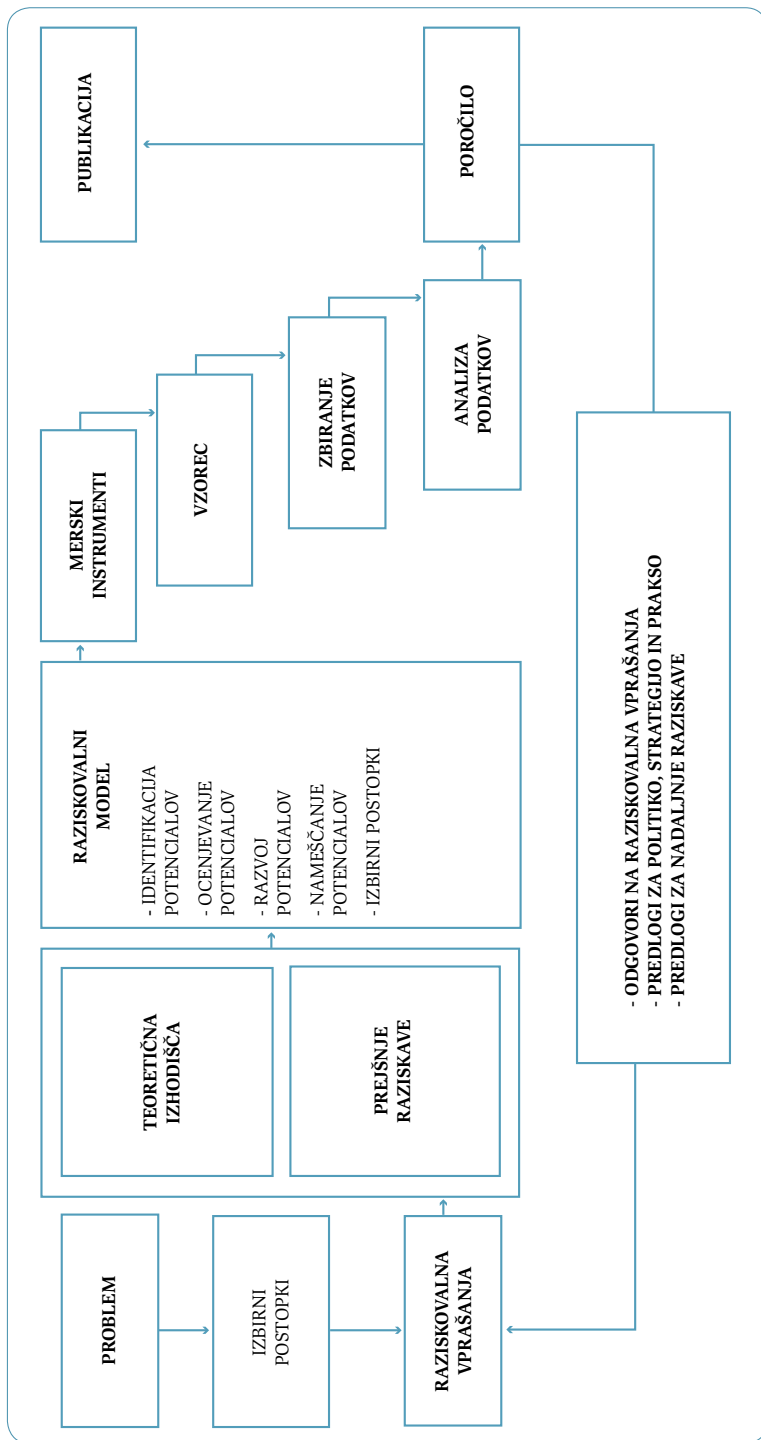 PROBLEM
IZBIRNI
POSTOPKI
RAZISKOVALNA
VPRAŠANJA
TEORETIČNA
IZHODIŠČA
PREJŠNJE
RAZISKAVE
RAZISKOVALNI
MODEL
- IDENTIFIKACIJA
POTENCIALOV
- OCENJEVANJE
POTENCIALOV
- RAZVOJ
POTENCIALOV
- NAMEŠČANJE
POTENCIALOV
- IZBIRNI POSTOPKI
MERSKI
INSTRUMENTI
VZOREC
ZBIRANJE
PODATKOV
ANALIZA
PODATKOV
POROČILO
PUBLIKACIJA
- ODGOVORI NA RAZISKOVALNA VPRAŠANJA
- PREDLOGI ZA POLITIKO, STRATEGIJO IN PRAKSO
- PREDLOGI ZA NADALJNJE RAZISKAVE